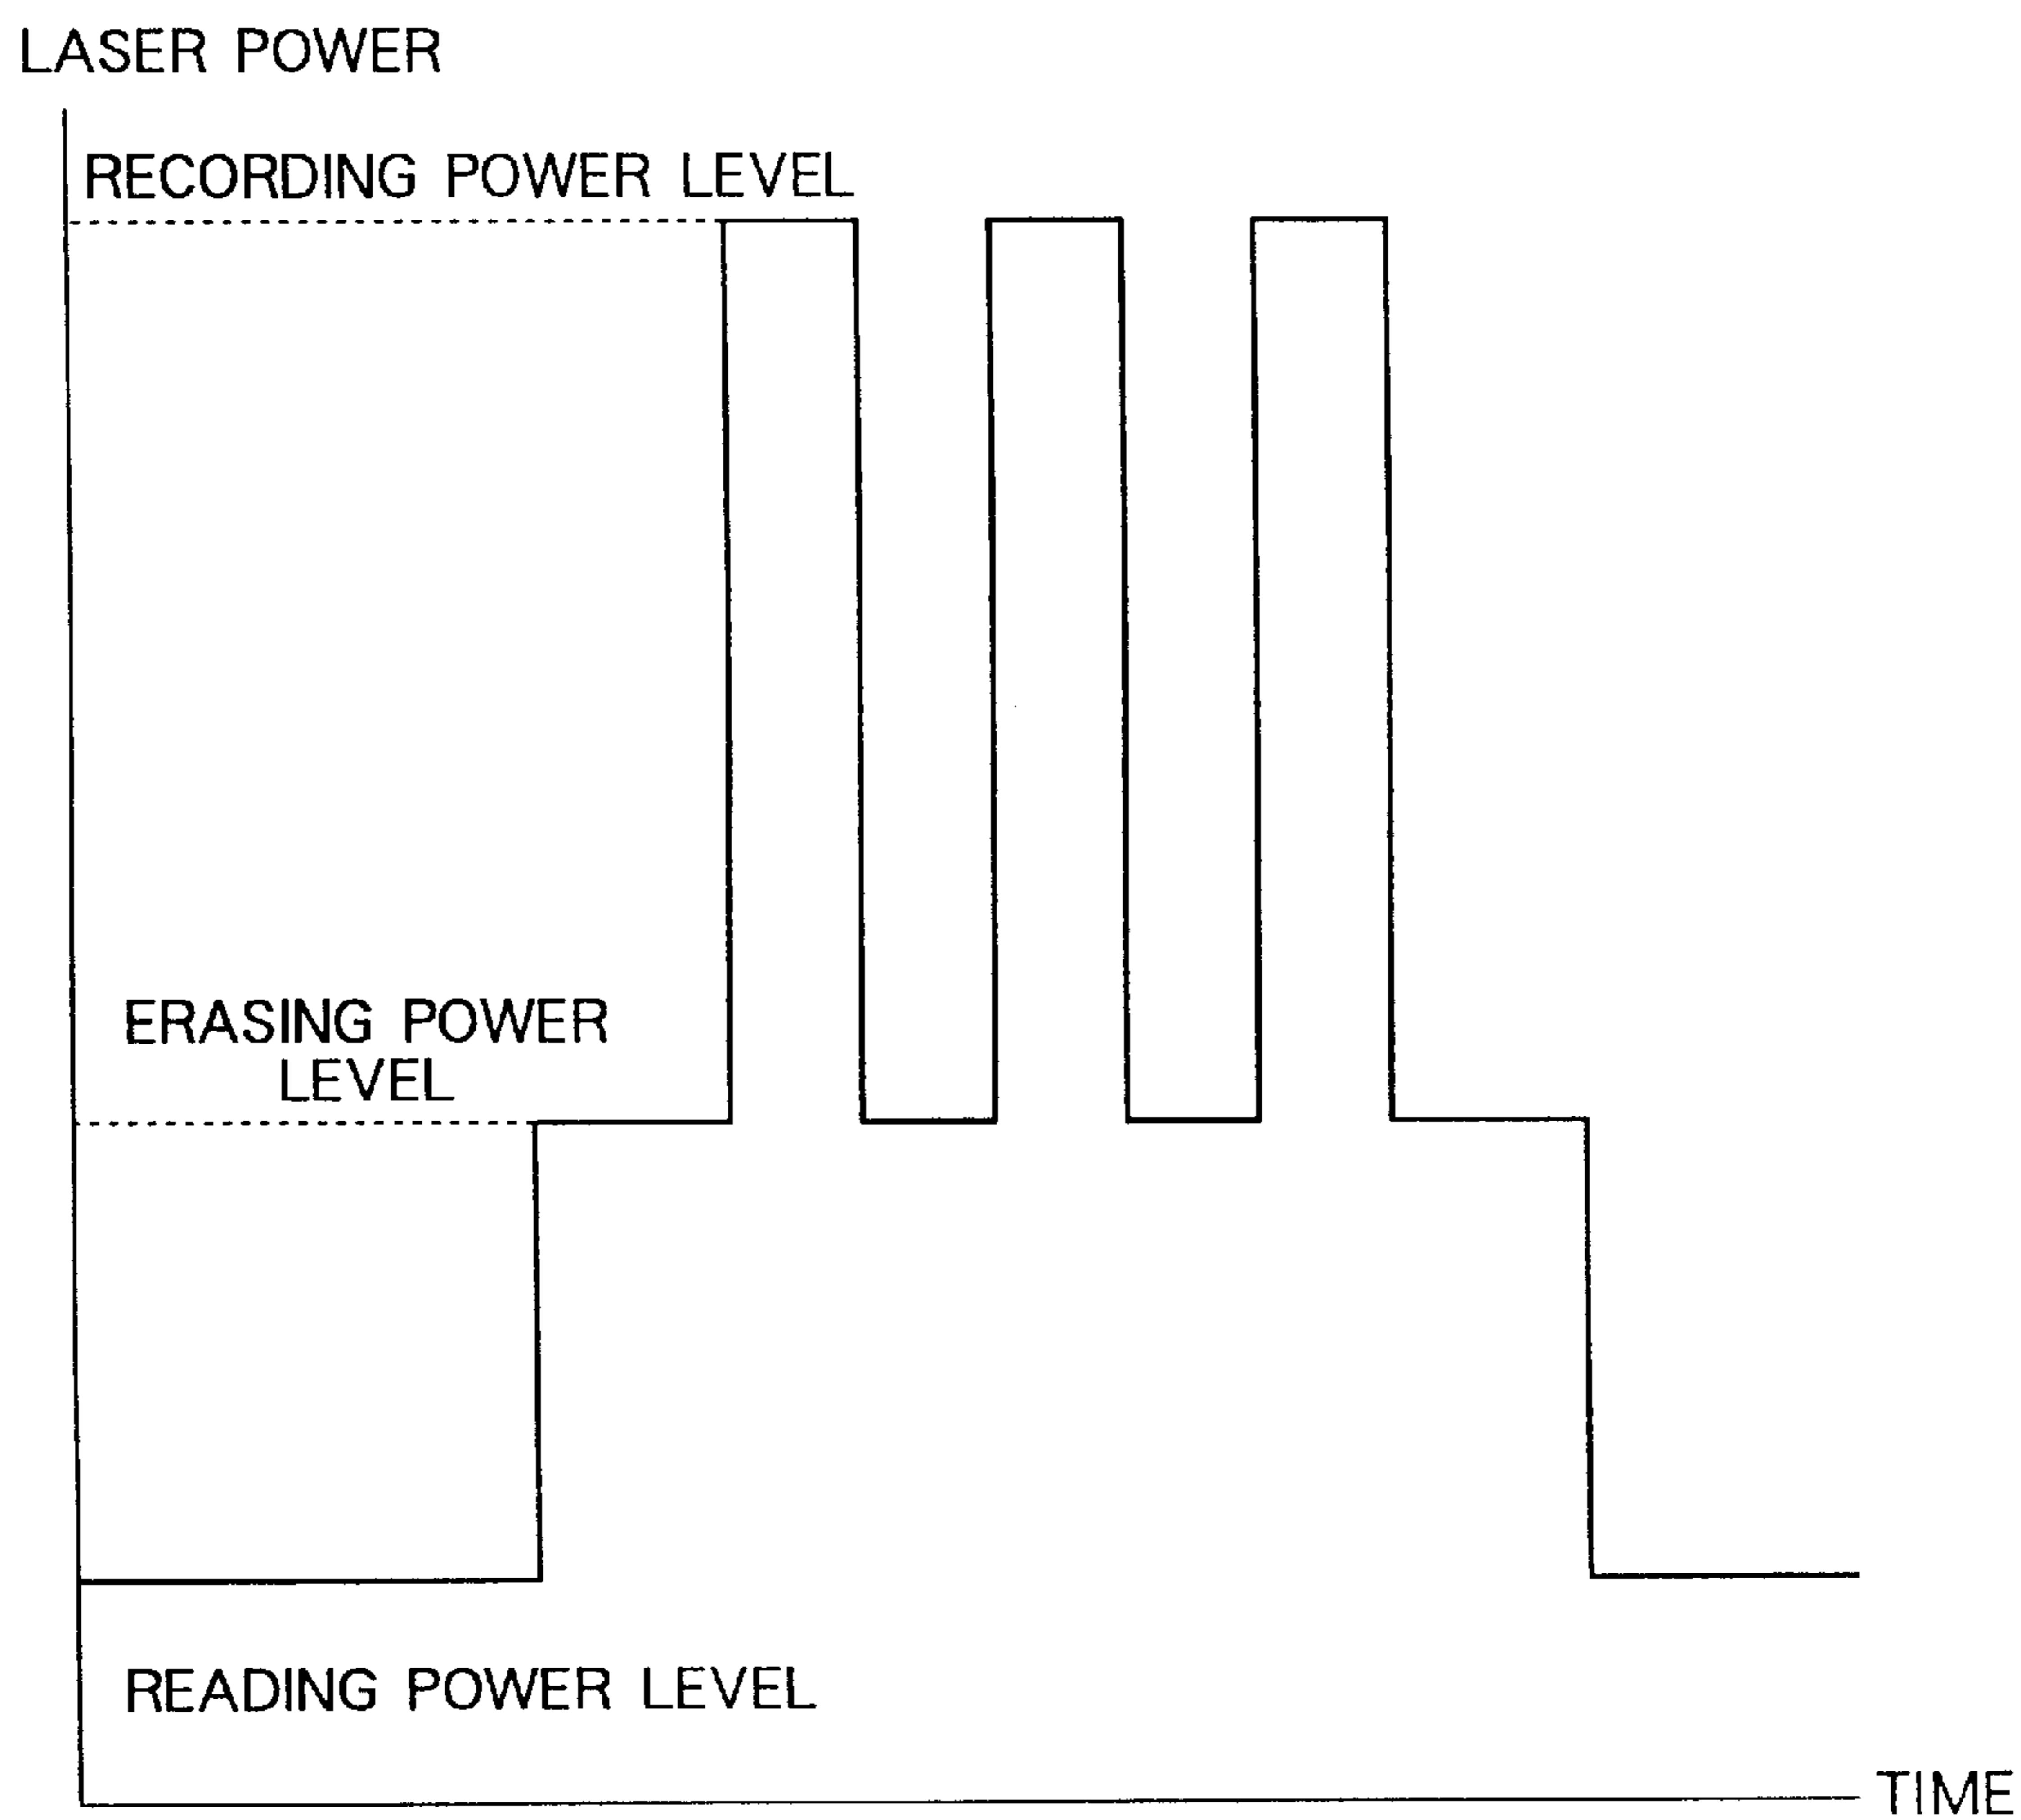 LASER POWER
RECORDING POWER LEVEL
ERASING POWER
LEVEL
READING POWER LEVEL
TIME